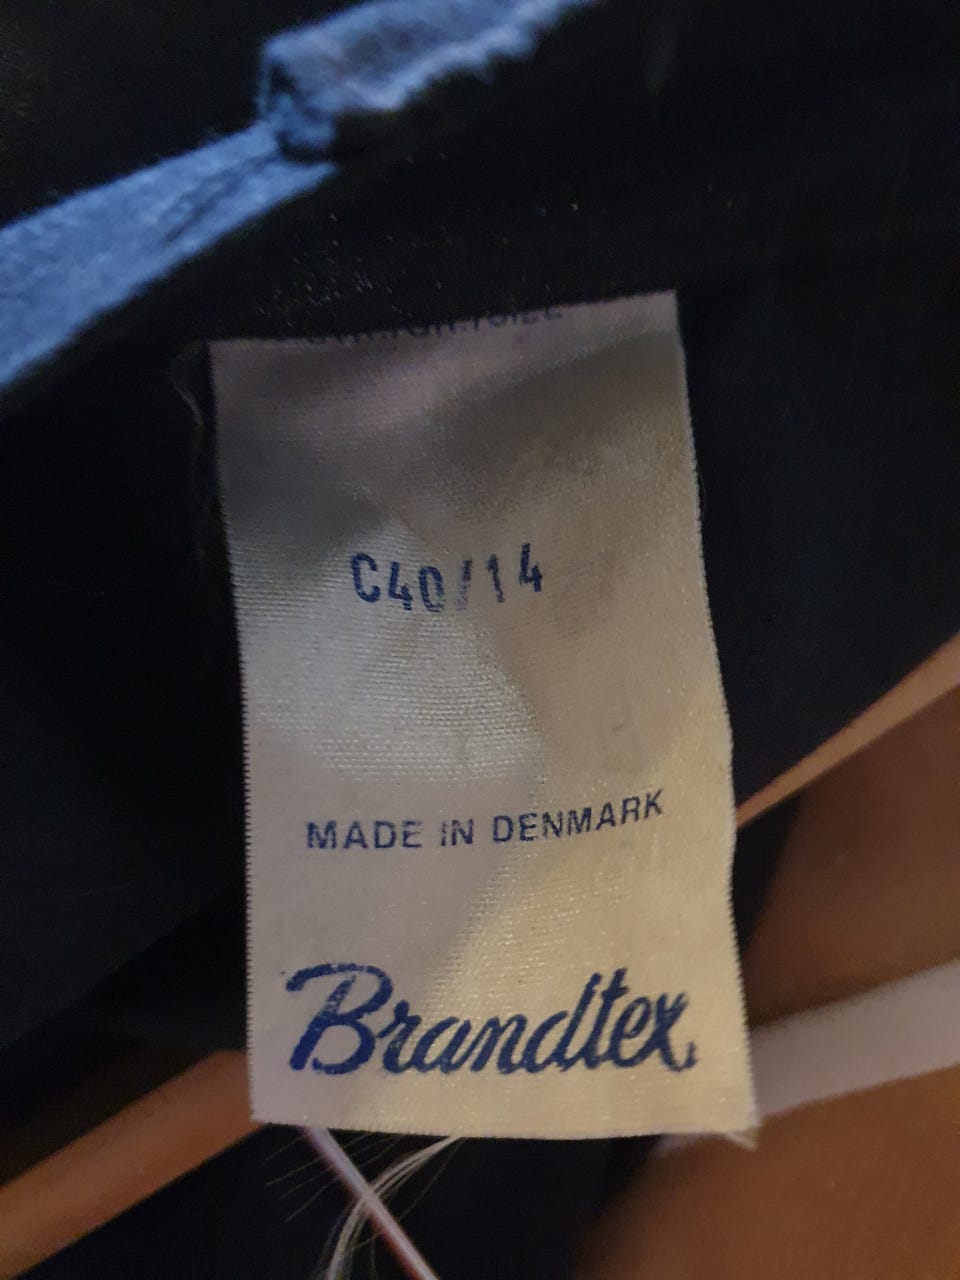 C40/14
MADE IN DENMARK
Brandtex